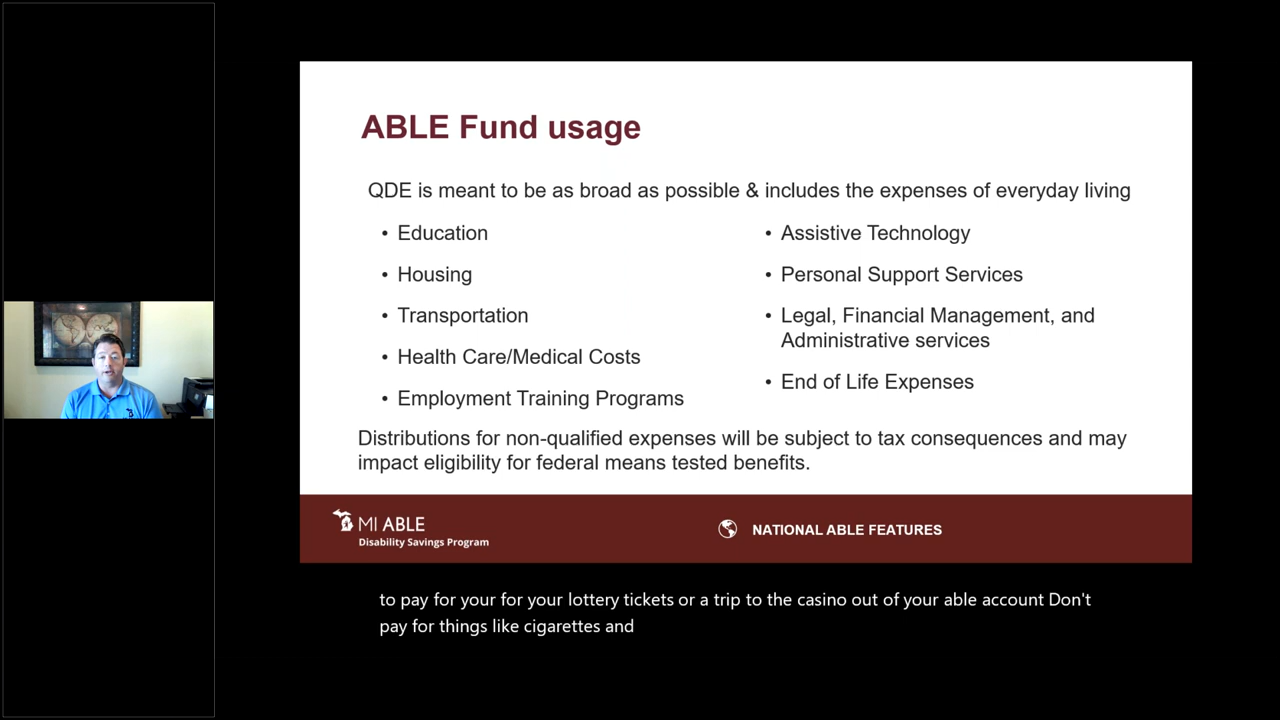 ABLE Fund usage
QDE is meant to be as broad as possible & includes the expenses of everyday living
• Education
• Housing
• Transportation
• Health Care/Medical Costs
• Employment Training Programs
• Assistive Technology
• Personal Support Services
• Legal, Financial Management, and
Administrative services
• End of Life Expenses
Distributions for non-qualified expenses will be subject to tax consequences and may
impact eligibility for federal means tested benefits.
MI ABLE
Disability Savings Program
NATIONAL ABLE FEATURES
to pay for your for your lottery tickets or a trip to the casino out of your able account Don't
pay for things like cigarettes and